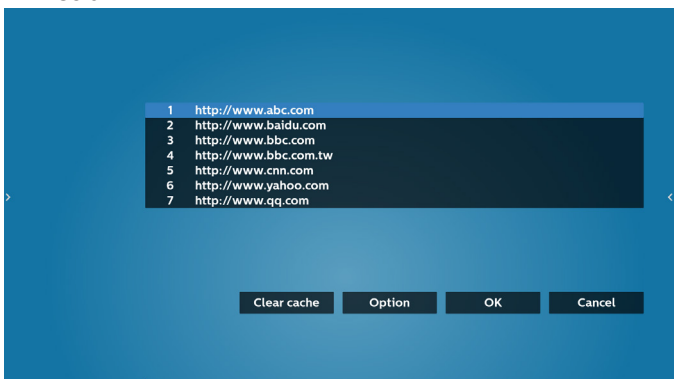 1 http://www.abc.com
2 http://www.baidu.com
3 http://www.bbc.com
4 http://www.bbc.com.tw
5 http://www.cnn.com
6 http://www.yahoo.com
7 http://www.qq.com
Clear cache Option OK Cancel